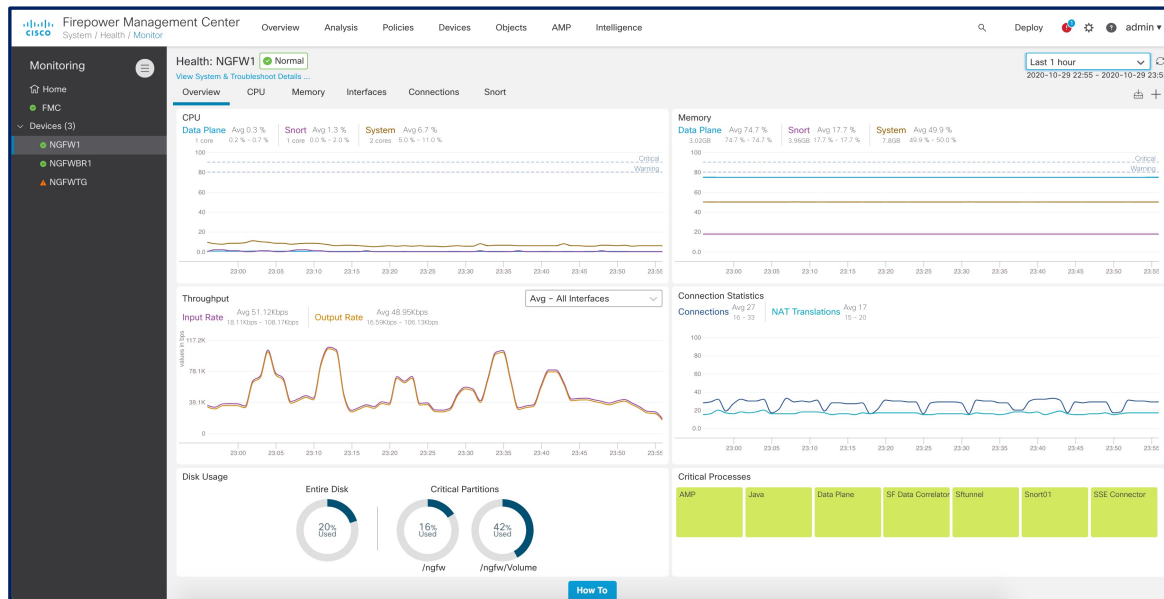 cisco
Firepower Management Center
System / Health / Monitor
Overview Analysis Policies Devices Objects AMP Intelligence
Deploy admin
Monitoring
Home
FMC
Devices (3)
NGFW1
NGFWBR1
NGFWTG
Health: NGFW1 Normal
View System & Troubleshoot Details ...
Last 1 hour
2020-10-29 22:55 - 2020-10-29 23:5
Overview CPU Memory Interfaces Connections Snort
CPU
Data Plane Avg 0.3 % Snort Avg 1.3 % System Avg 6.7 %
1 core 0.2 % - 0.7 % 1 core 0.0 % - 2.0 % 2 cores 5.0 % - 11.0 %
100
Critical
80 Warning
60
40
20
0.0
23:00 23:05 23:10 23:15 23:20 23:25 23:30 23:35 23:40 23:45 23:50 23:55
Memory
Data Plane Avg 74.7 % Snort Avg 17.7 % System Avg 49.9 %
3.02GB 74.7 % - 74.7 % 3.96GB 17.7 % - 17.7 % 7.8GB 49.9 % - 50.0 %
100
Critical
80 Warning
60
40
20
0.0
23:00 23:05 23:10 23:15 23:20 23:25 23:30 23:35 23:40 23:45 23:50 23:55
Throughput Avg - All Interfaces
Input Rate Avg 51.12Kbps Output Rate Avg 48.95Kbps
18.11Kbps - 108.17Kbps 16.59Kbps - 106.13Kbps
values in bps
117.2K
78.1K
39.1K
0
23:00 23:05 23:10 23:15 23:20 23:25 23:30 23:35 23:40 23:45 23:50 23:55
Connection Statistics
Connections Avg 27 NAT Translations Avg 17
16 - 33 15 - 20
100
80
60
40
20
0.0
23:00 23:05 23:10 23:15 23:20 23:25 23:30 23:35 23:40 23:45 23:50 23:55
Disk Usage
Entire Disk Critical Partitions
20% Used
16% Used
42% Used
/ngfw /ngfw/Volume
Critical Processes
AMP Java Data Plane SF Data Correlator Sftunnel Snort01 SSE Connector
How To